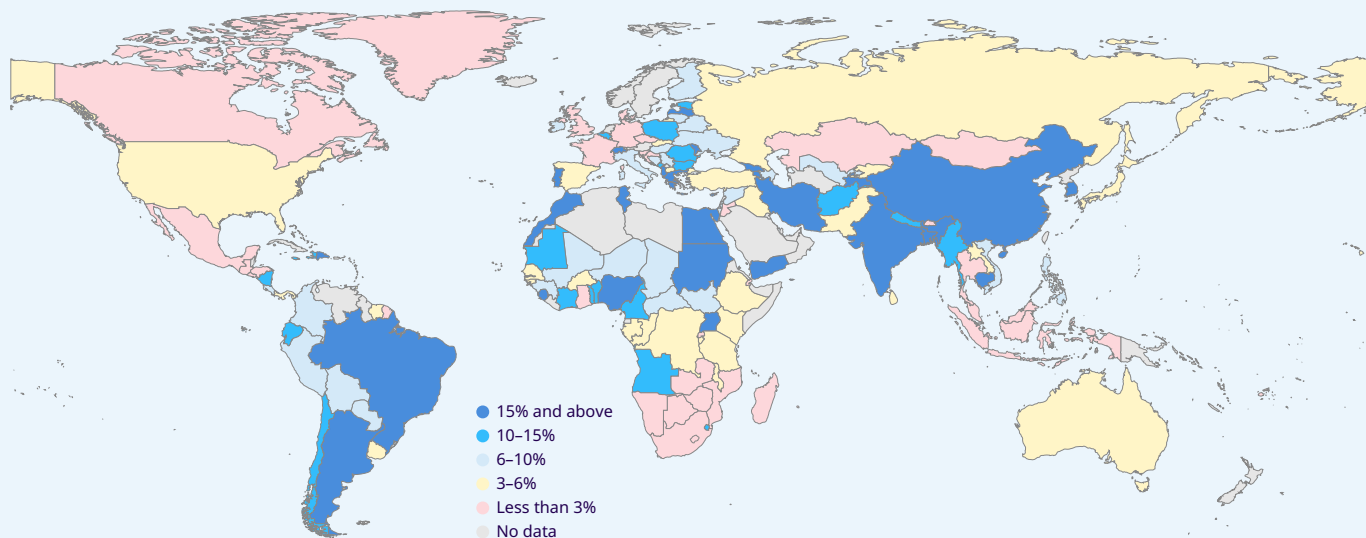 15% and above
10–15%
6–10%
3–6%
Less than 3%
No data